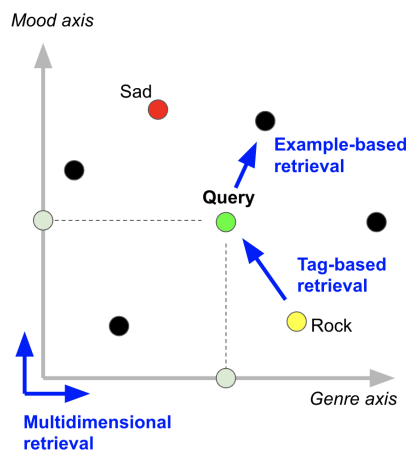 Mood axis
Sad
Example-based
retrieval
Query
Tag-based
retrieval
Rock
Genre axis
Multidimensional
retrieval